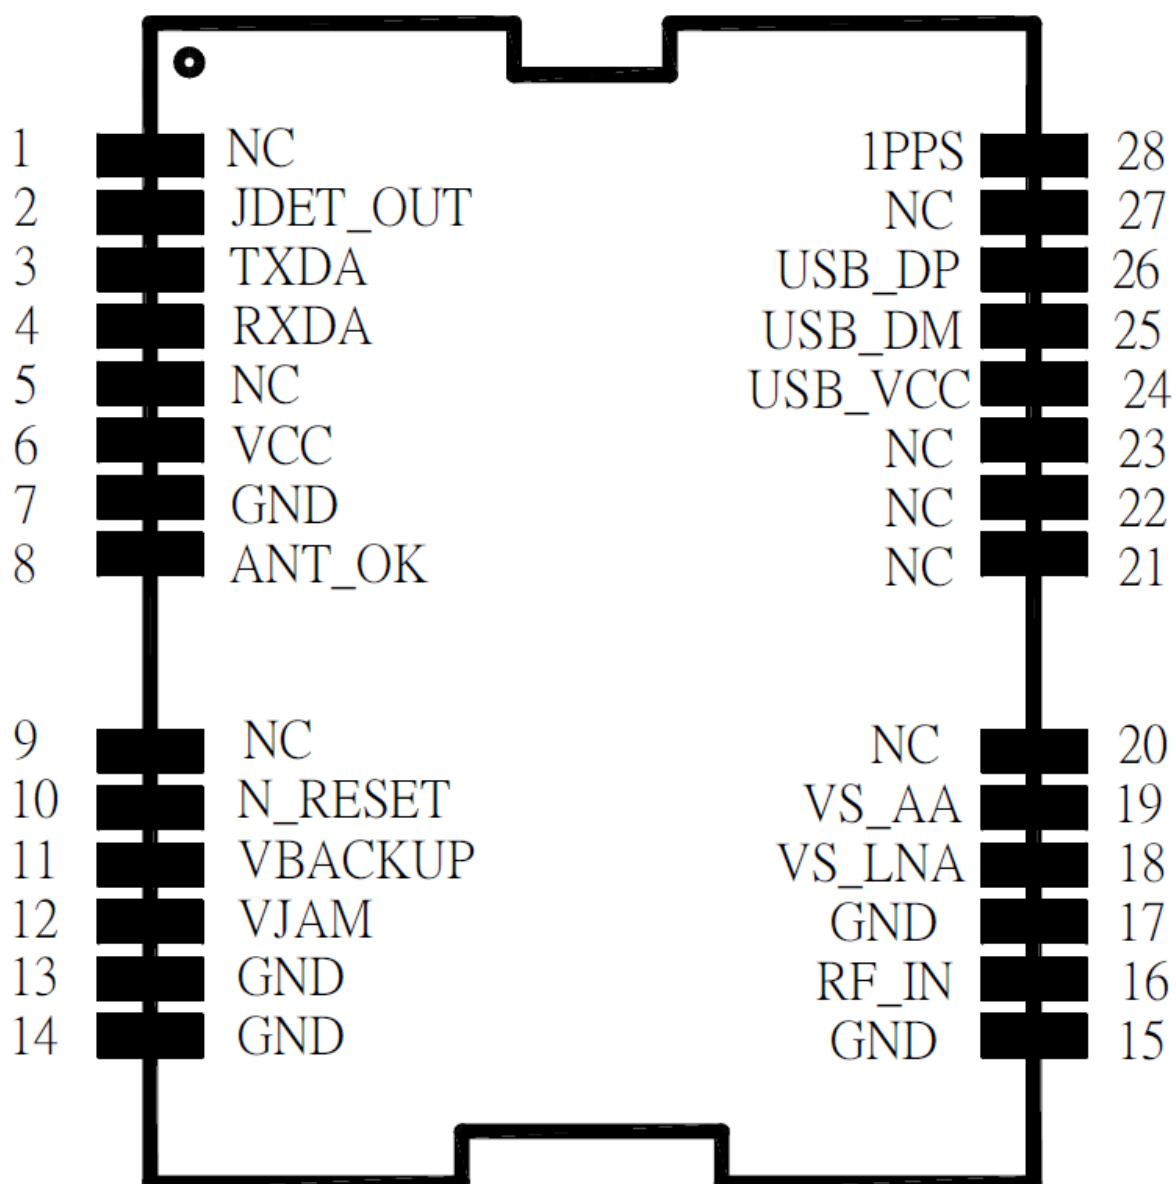 1 NC 1PPS 28
2 JDET_OUT NC 27
3 TXDA USB_DP 26
4 RXDA USB_DM 25
5 NC USB_VCC 24
6 VCC NC 23
7 GND NC 22
8 ANT_OK NC 21
9 NC NC 20
10 N_RESET VS_AA 19
11 VBACKUP VS_LNA 18
12 VJAM GND 17
13 GND RF_IN 16
14 GND GND 15